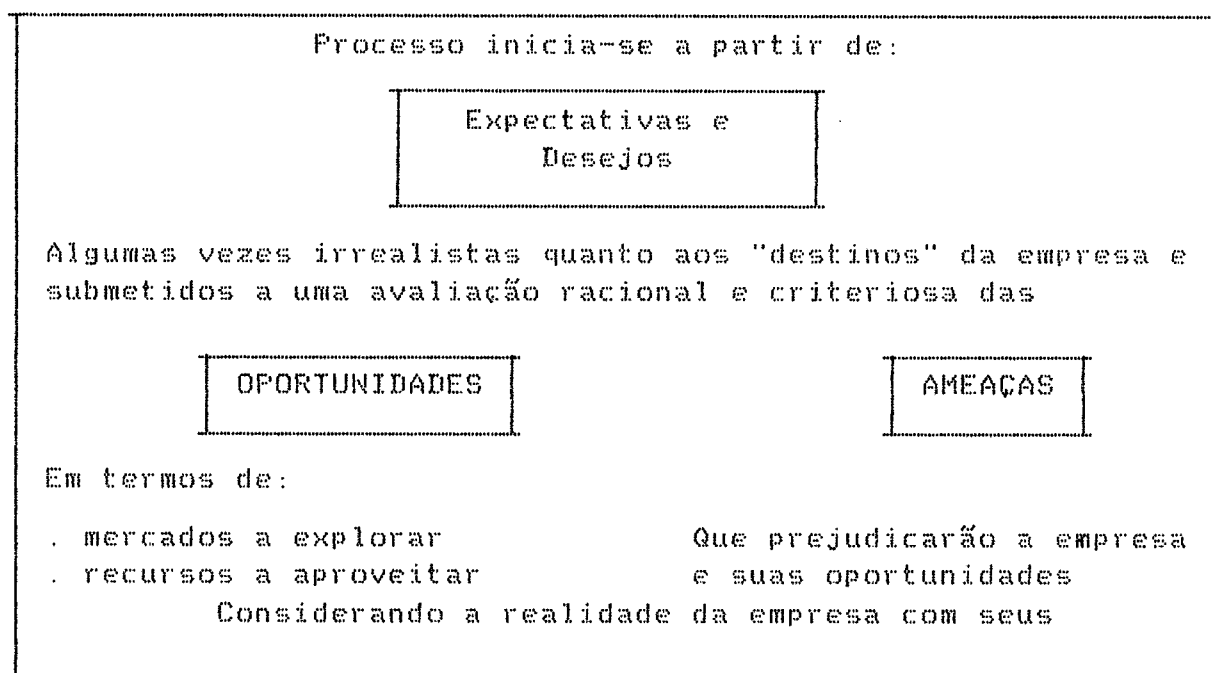 Processo inicia-se a partir de:
Expectativas e
Desejos
Algumas vezes irrealistas quanto aos "destinos" da empresa e
submetidos a uma avaliação racional e criteriosa das
OPORTUNIDADES
AMEAÇAS
Em termos de:
. mercados a explorar
. recursos a aproveitar
Que prejudicarão a empresa
e suas oportunidades
Considerando a realidade da empresa com seus